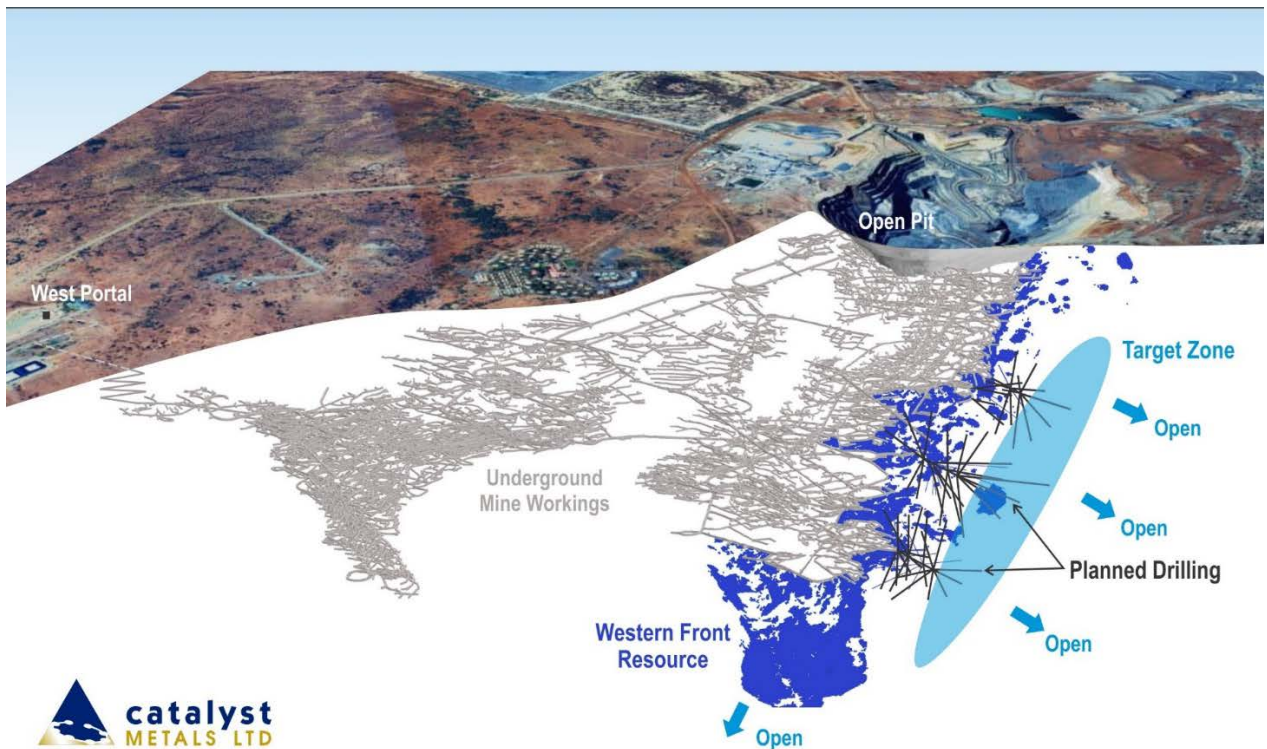 Open Pit
West Portal
Target Zone
Open
Underground
Mine Workings
Open
Planned Drilling
Western Front
Resource
Open
catalyst
METALS LTD
Open